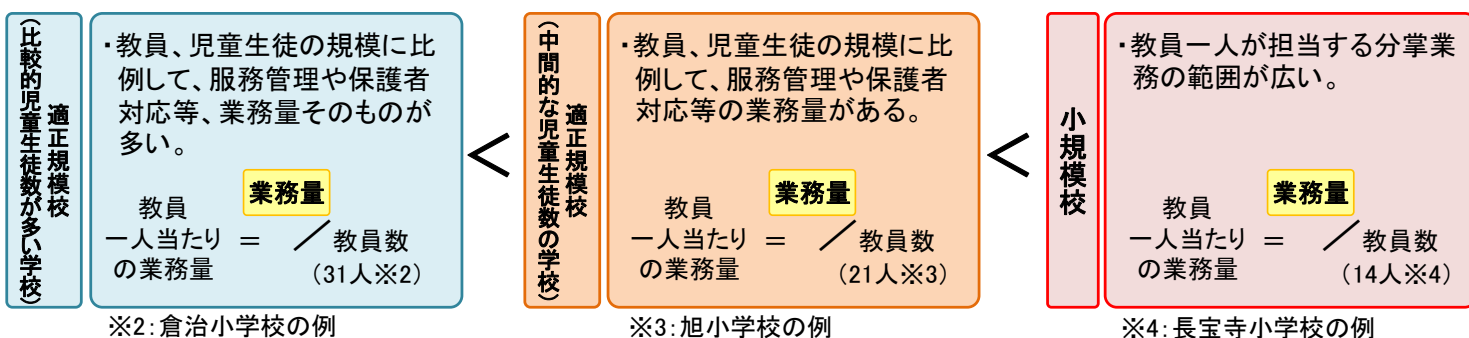 適正規模校
(比較的児童生徒数が多い学校)
・教員、児童生徒の規模に比
例して、服務管理や保護者
対応等、業務量そのものが
多い。
教員
一人当たり
の業務量
=
業務量
／
教員数
(31人※2)
※2:倉治小学校の例
<
適正規模校
(中間的な児童生徒数の学校)
・教員、児童生徒の規模に比
例して、服務管理や保護者
対応等の業務量がある。
教員
一人当たり
の業務量
=
業務量
／
教員数
(21人※3)
※3:旭小学校の例
<
小規模校
・教員一人が担当する分掌業
務の範囲が広い。
教員
一人当たり
の業務量
=
業務量
／
教員数
(14人※4)
※4:長宝寺小学校の例